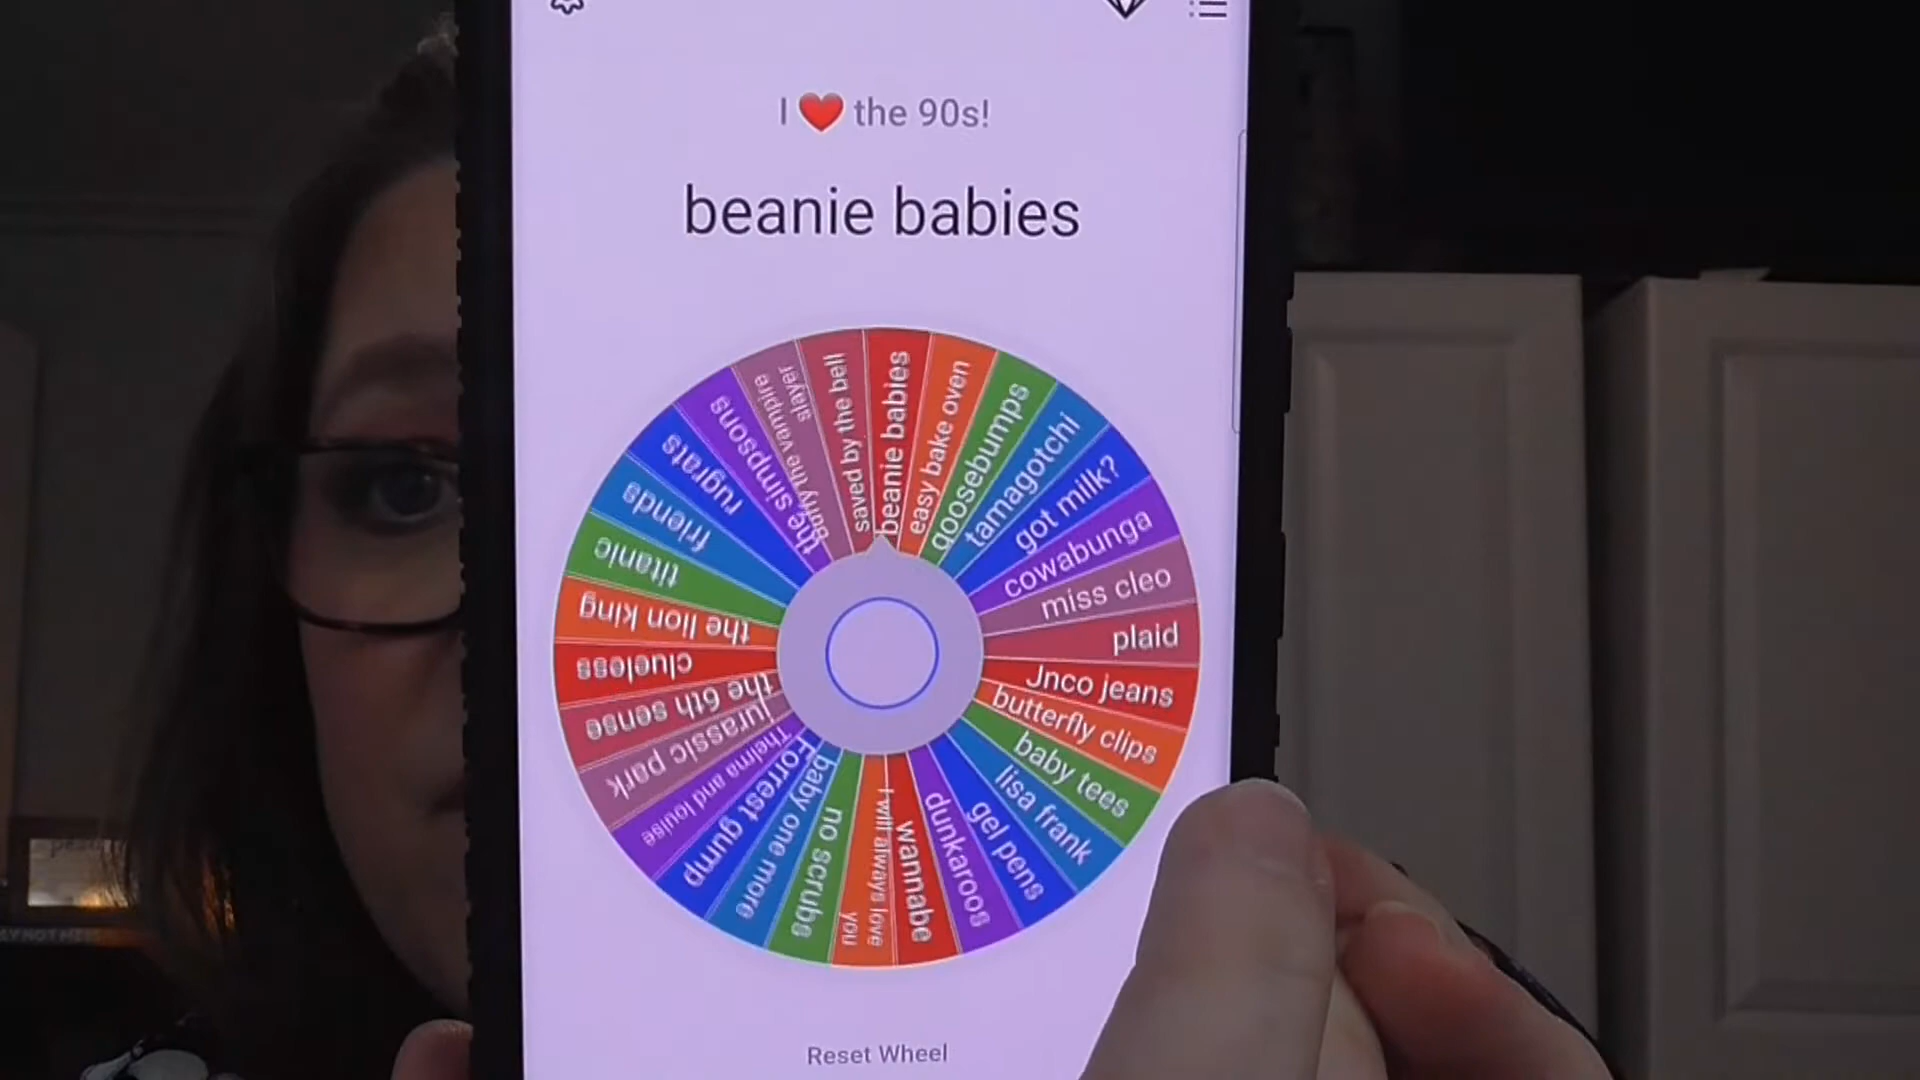 I ❤️ the 90s!
beanie babies
beanie babies
easy bake oven
goosebumps
tamagotchi
got milk?
cowabunga
miss cleo
plaid
Jnco jeans
butterfly clips
baby tees
lisa frank
gel pens
dunkaroos
wannabe
I will always love
you
no scrubs
baby one more
Forrest gump
Thelma and louise
jurassic park
the 6th sense
clueless
the lion king
titanic
friends
rugrats
the simpsons
Buffy the vampire
slayer
saved by the bell
Reset Wheel